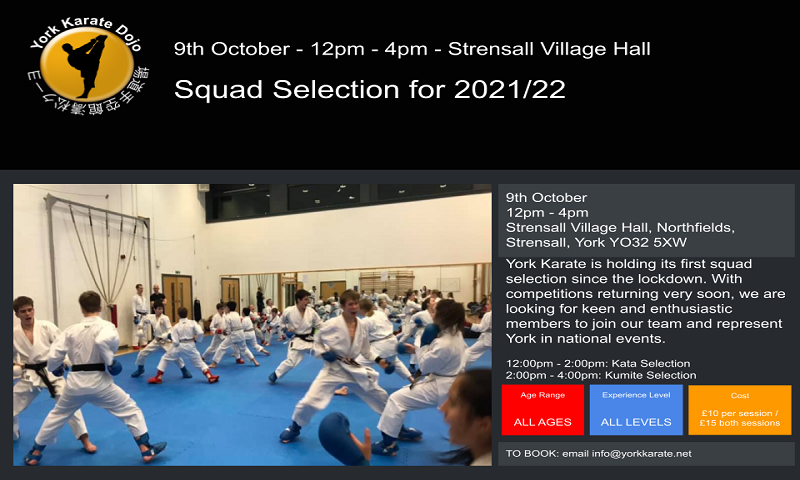 York Karate Dojo
9th October - 12pm - 4pm - Strensall Village Hall
Squad Selection for 2021/22
9th October
12pm - 4pm
Strensall Village Hall, Northfields,
Strensall, York YO32 5XW
York Karate is holding its first squad
selection since the lockdown. With
competitions returning very soon, we are
looking for keen and enthusiastic
members to join our team and represent
York in national events.
12:00pm - 2:00pm: Kata Selection
2:00pm - 4:00pm: Kumite Selection
Age Range
ALL AGES
Experience Level
ALL LEVELS
Cost
£10 per session /
£15 both sessions
TO BOOK: email info@yorkkarate.net